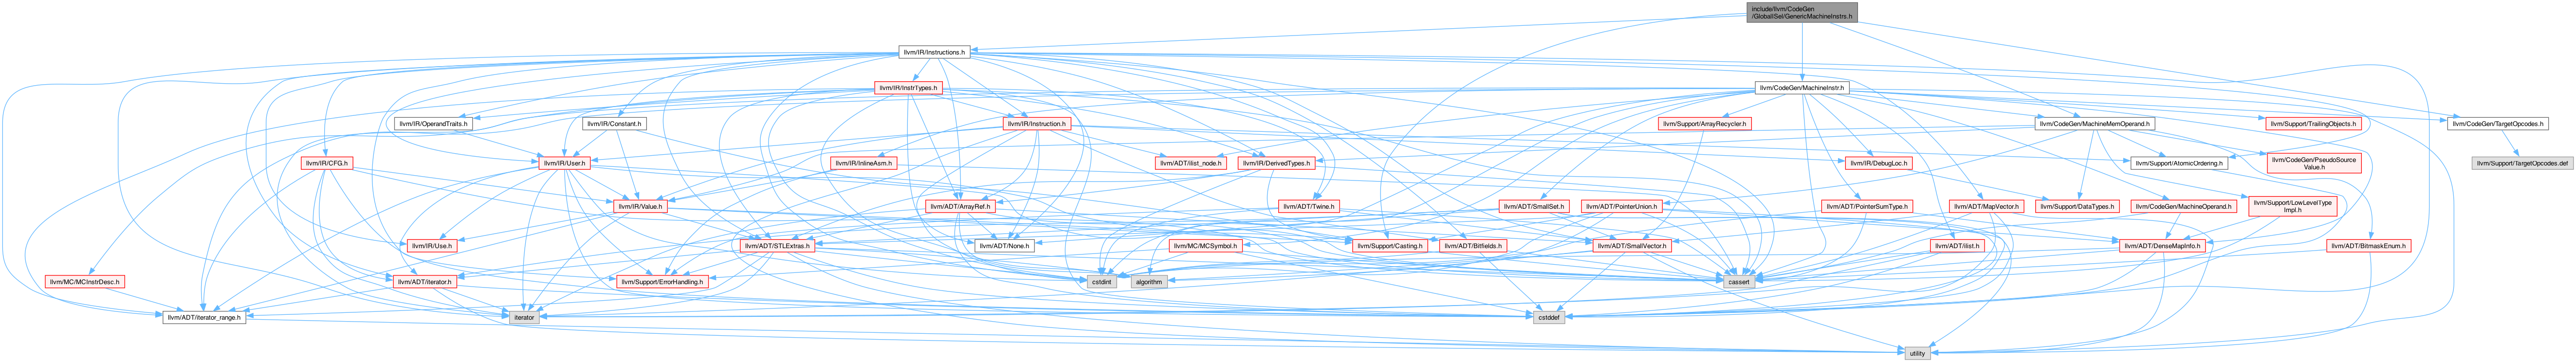 include/llvm/CodeGen
/GlobalISel/GenericMachineInstrs.h
llvm/IR/Instructions.h
llvm/IR/InstrTypes.h
llvm/CodeGen/MachineInstr.h
llvm/IR/OperandTraits.h
llvm/IR/Constant.h
llvm/IR/Instruction.h
llvm/Support/ArrayRecycler.h
llvm/CodeGen/MachineMemOperand.h
llvm/Support/TrailingObjects.h
llvm/CodeGen/TargetOpcodes.h
llvm/IR/CFG.h
llvm/IR/User.h
llvm/IR/InlineAsm.h
llvm/ADT/ilist_node.h
llvm/IR/DerivedTypes.h
llvm/IR/DebugLoc.h
llvm/Support/AtomicOrdering.h
llvm/CodeGen/PseudoSource
Value.h
llvm/Support/TargetOpcodes.def
llvm/IR/Value.h
llvm/ADT/ArrayRef.h
llvm/ADT/Twine.h
llvm/ADT/SmallSet.h
llvm/ADT/PointerUnion.h
llvm/ADT/PointerSumType.h
llvm/ADT/MapVector.h
llvm/Support/DataTypes.h
llvm/CodeGen/MachineOperand.h
llvm/Support/LowLevelType
Impl.h
llvm/IR/Use.h
llvm/ADT/STLExtras.h
llvm/ADT/None.h
llvm/MC/MCSymbol.h
llvm/Support/Casting.h
llvm/ADT/Bitfields.h
llvm/ADT/SmallVector.h
llvm/ADT/ilist.h
llvm/ADT/DenseMapInfo.h
llvm/ADT/BitmaskEnum.h
llvm/MC/MCInstrDesc.h
llvm/ADT/iterator.h
llvm/Support/ErrorHandling.h
cstdint
algorithm
cassert
llvm/ADT/iterator_range.h
iterator
cstddef
utility